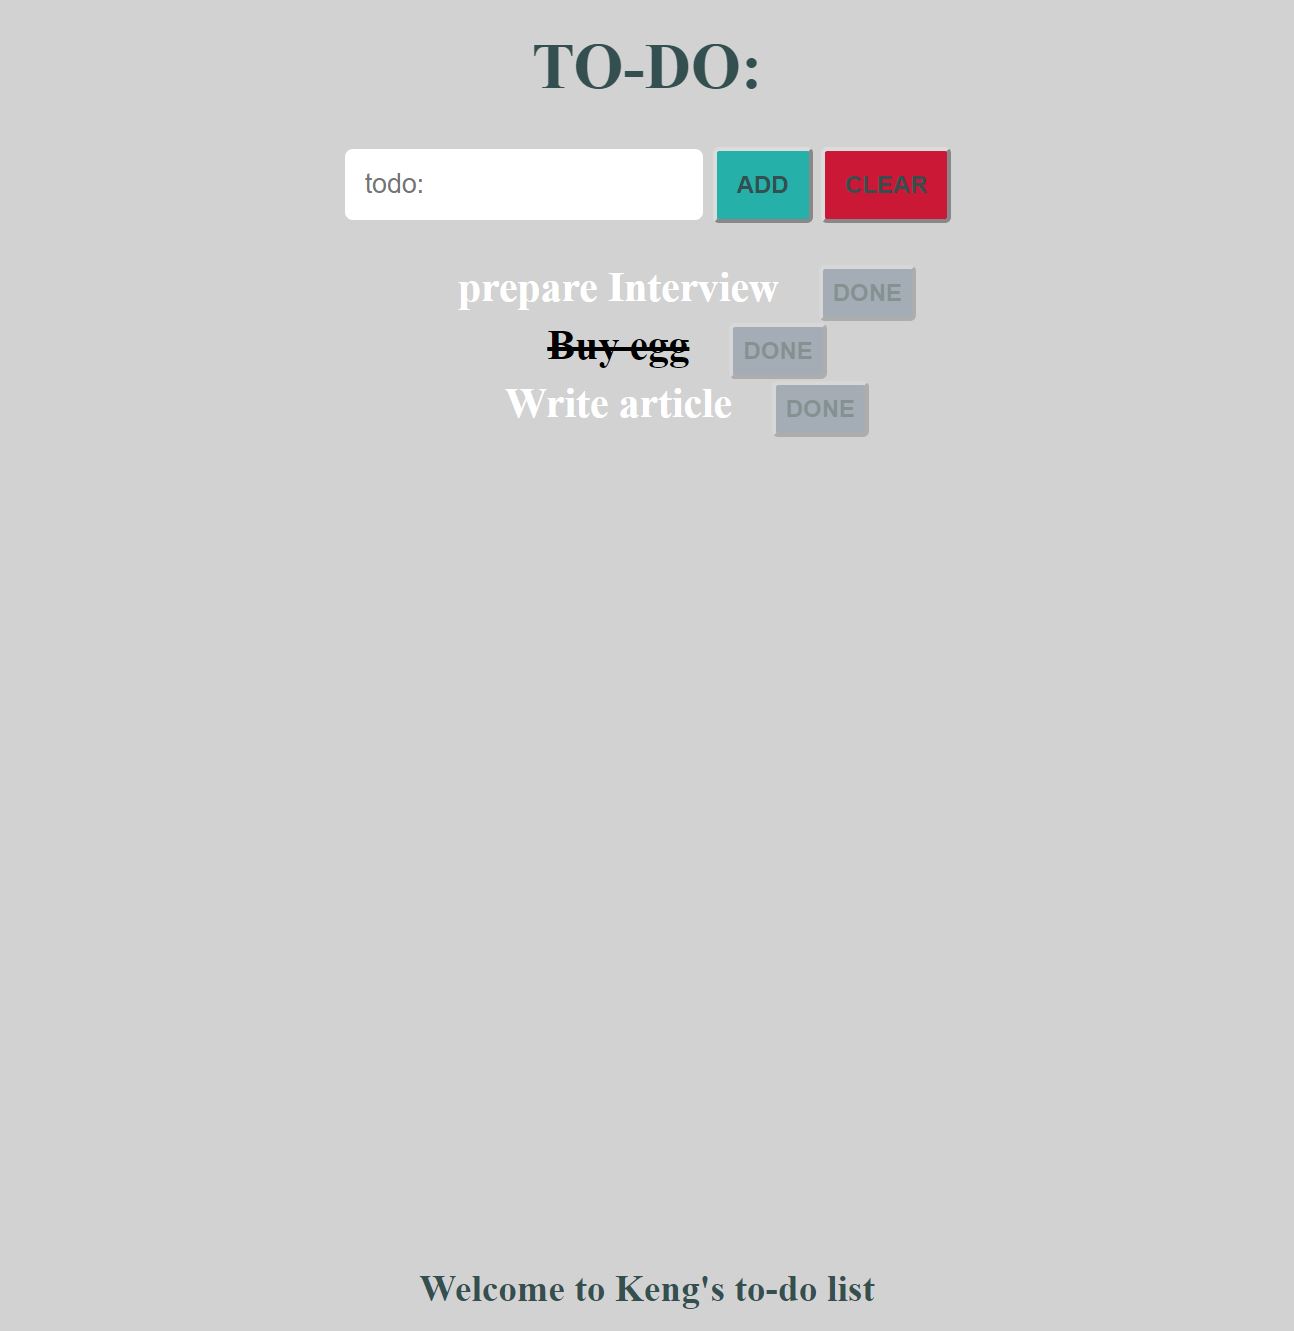 TO-DO:
todo: ADD CLEAR
prepare Interview DONE
Buy egg DONE
Write article DONE
Welcome to Keng's to-do list